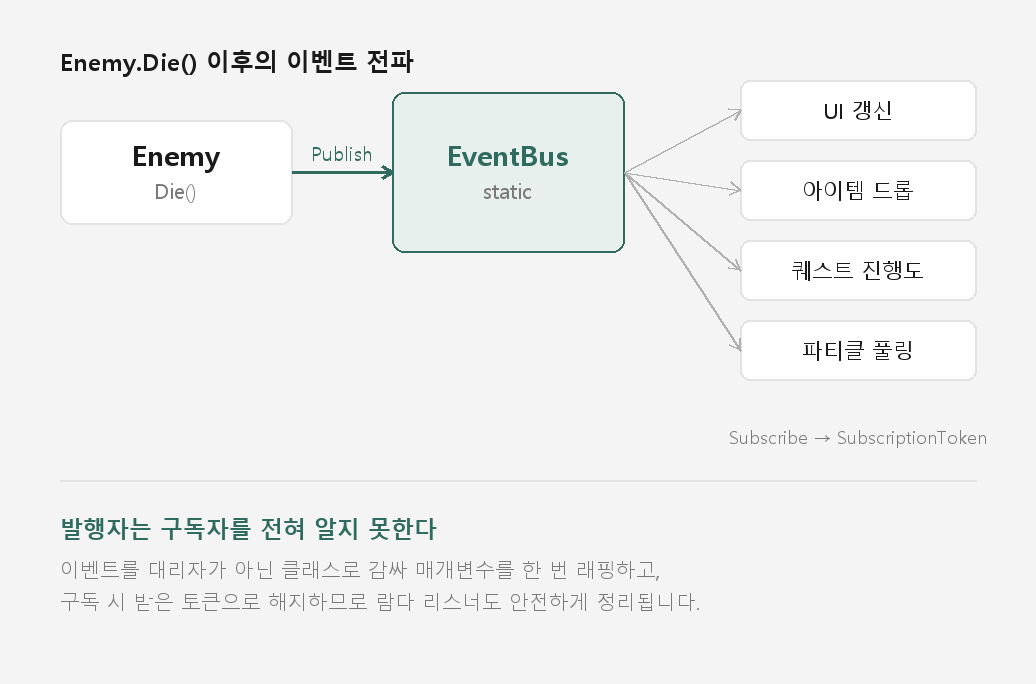 Enemy.Die() 이후의 이벤트 전파
Enemy
Die()
Publish
EventBus
static
UI 갱신
아이템 드롭
퀘스트 진행도
파티클 풀링
Subscribe → SubscriptionToken
발행자는 구독자를 전혀 알지 못한다
이벤트를 대리자가 아닌 클래스로 감싸 매개변수를 한 번 래핑하고,
구독 시 받은 토큰으로 해지하므로 람다 리스너도 안전하게 정리됩니다.